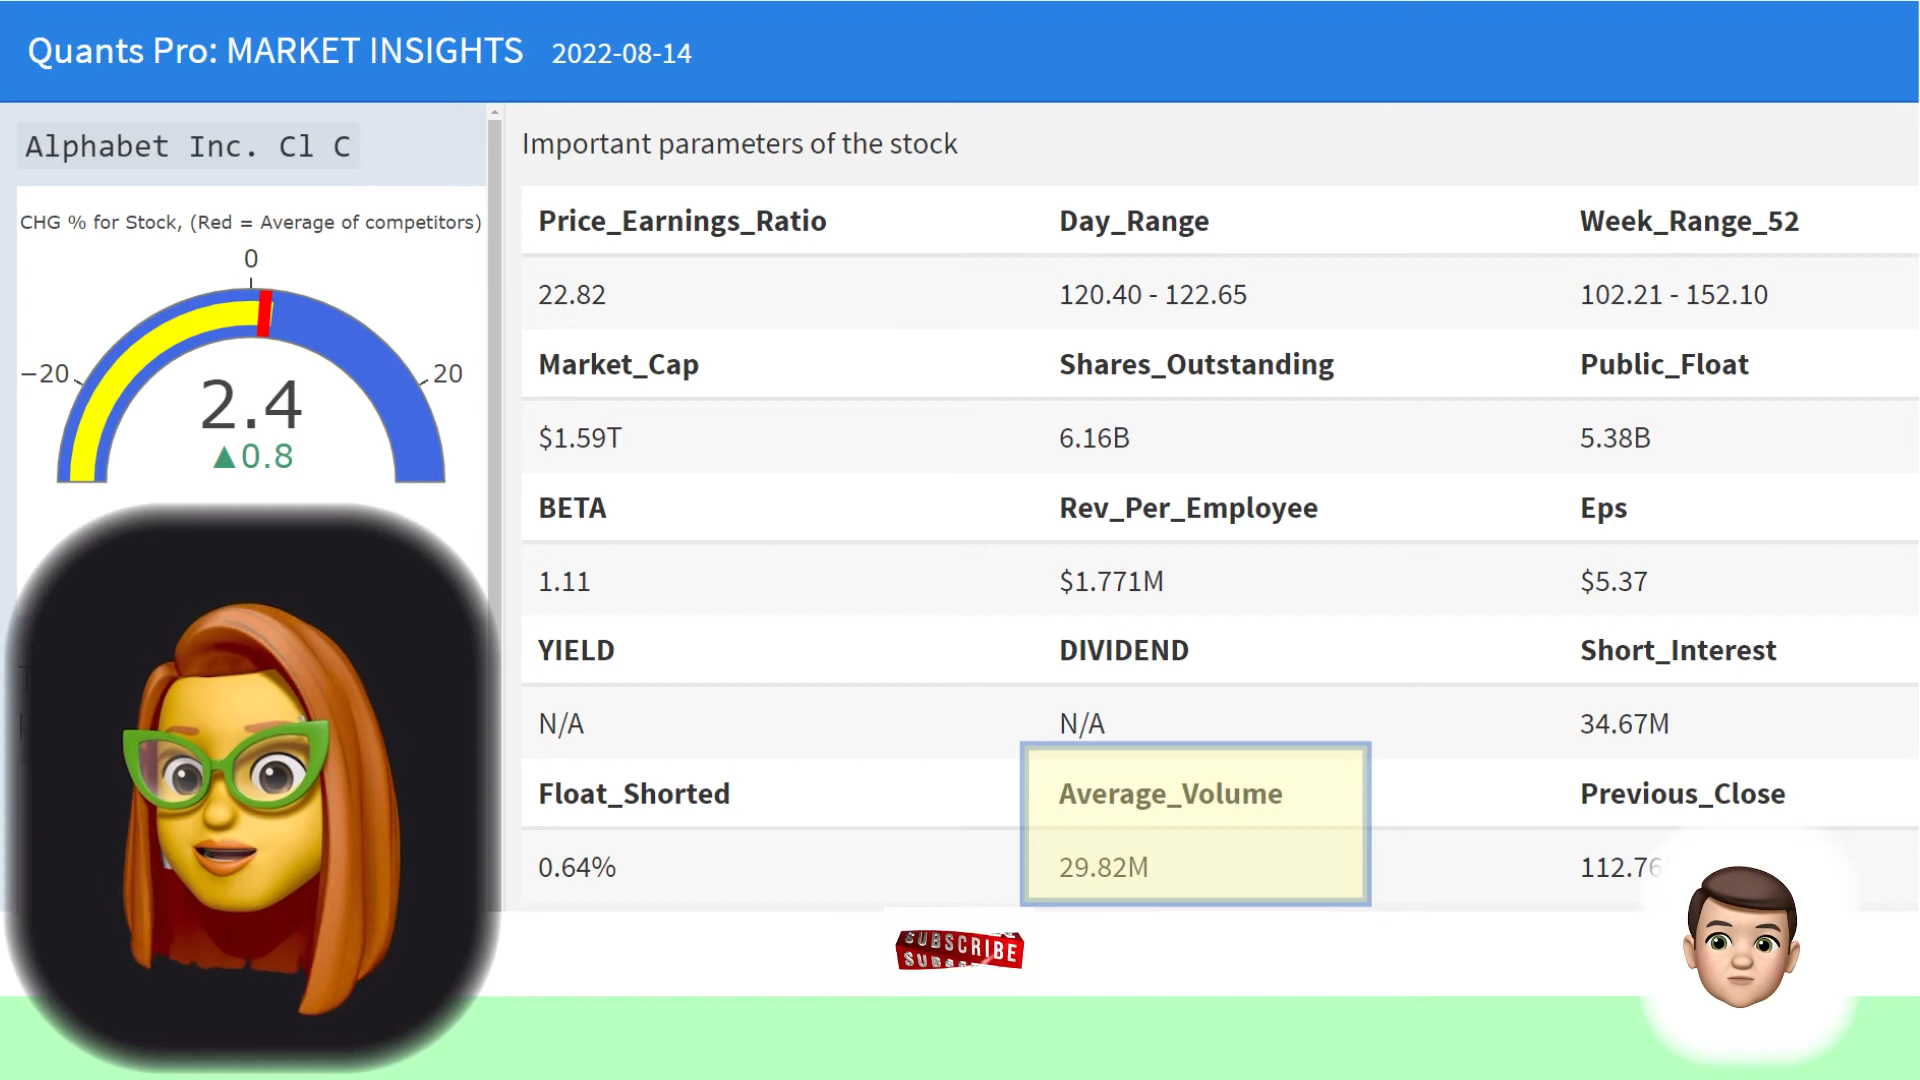 Quants Pro: MARKET INSIGHTS 2022-08-14
Alphabet Inc. Cl C
CHG % for Stock, (Red = Average of competitors)
0
−20
20
2.4
▲0.8
Important parameters of the stock
Price_Earnings_Ratio Day_Range Week_Range_52
22.82 120.40 - 122.65 102.21 - 152.10
Market_Cap Shares_Outstanding Public_Float
$1.59T 6.16B 5.38B
BETA Rev_Per_Employee Eps
1.11 $1.771M $5.37
YIELD DIVIDEND Short_Interest
N/A N/A 34.67M
Float_Shorted Average_Volume Previous_Close
0.64% 29.82M 112.76
SUBSCRIBE